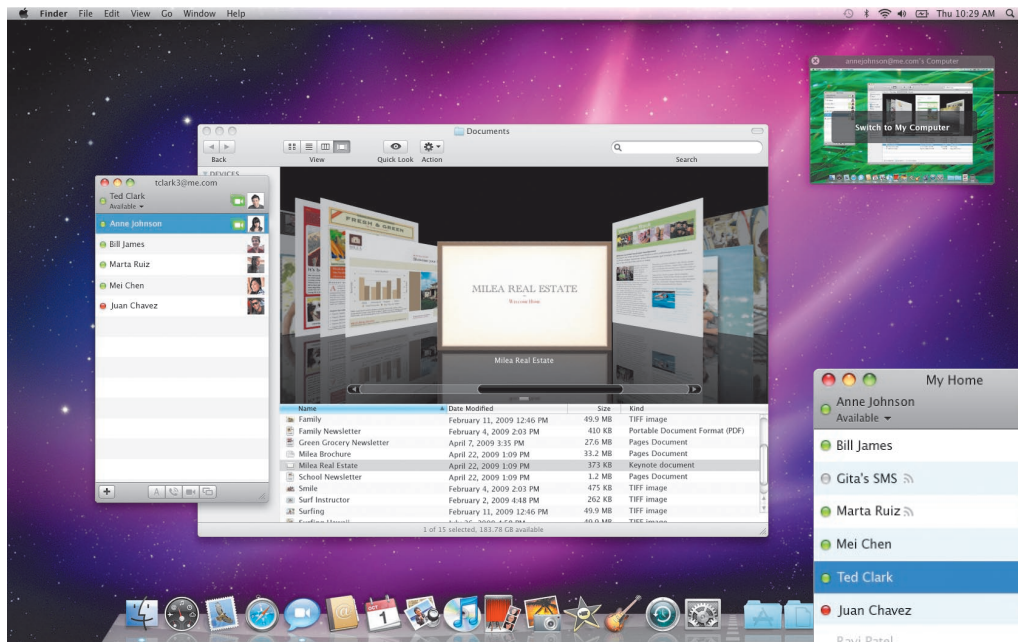 Finder File Edit View Go Window Help
Thu 10:29 AM
annejohnson@me.com's Computer
Switch to My Computer
Documents
Back
View
Quick Look
Action
Search
DEVICES
tclark3@me.com
Ted Clark
Available
Anne Johnson
Bill James
Marta Ruiz
Mei Chen
Juan Chavez
FRESH & GREEN
MILEA REAL ESTATE
WELCOME HOME
Milea Real Estate
Name Date Modified Size Kind
Family February 11, 2009 12:46 PM 49.9 MB TIFF image
Family Newsletter February 4, 2009 2:03 PM 410 KB Portable Document Format (PDF)
Green Grocery Newsletter April 7, 2009 3:35 PM 27.6 MB Pages Document
Milea Brochure April 22, 2009 1:09 PM 33.2 MB Pages Document
Milea Real Estate April 22, 2009 1:09 PM 373 KB Keynote document
School Newsletter April 22, 2009 1:09 PM 1.2 MB Pages Document
Smile February 4, 2009 2:03 PM 475 KB TIFF image
Surf Instructor February 2, 2009 4:48 PM 262 KB TIFF image
Surfing February 11, 2009 12:46 PM 49.9 MB TIFF image
1 of 15 selected, 183.78 GB available
My Home
Anne Johnson
Available
Bill James
Gita's SMS
Marta Ruiz
Mei Chen
Ted Clark
Juan Chavez
Ravi Patel
OCT
1